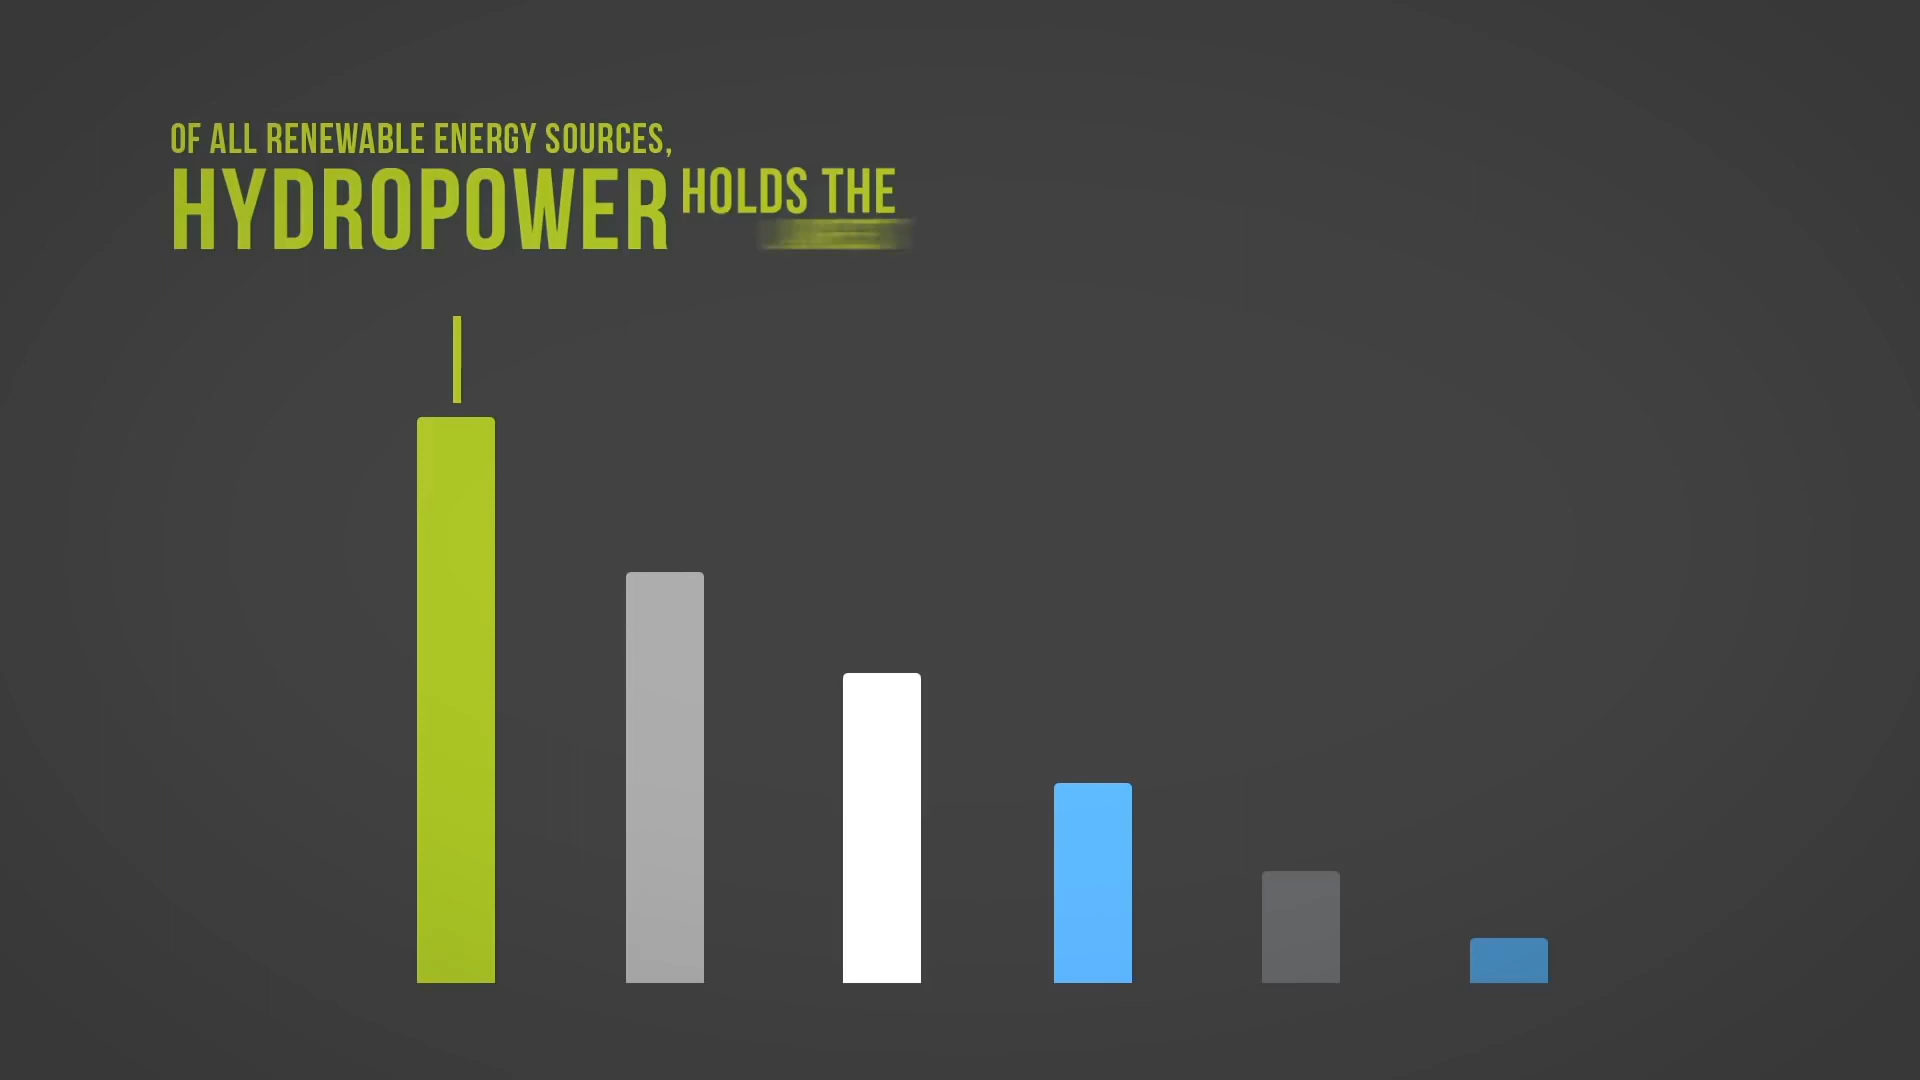 OF ALL RENEWABLE ENERGY SOURCES,
HYDROPOWER HOLDS THE